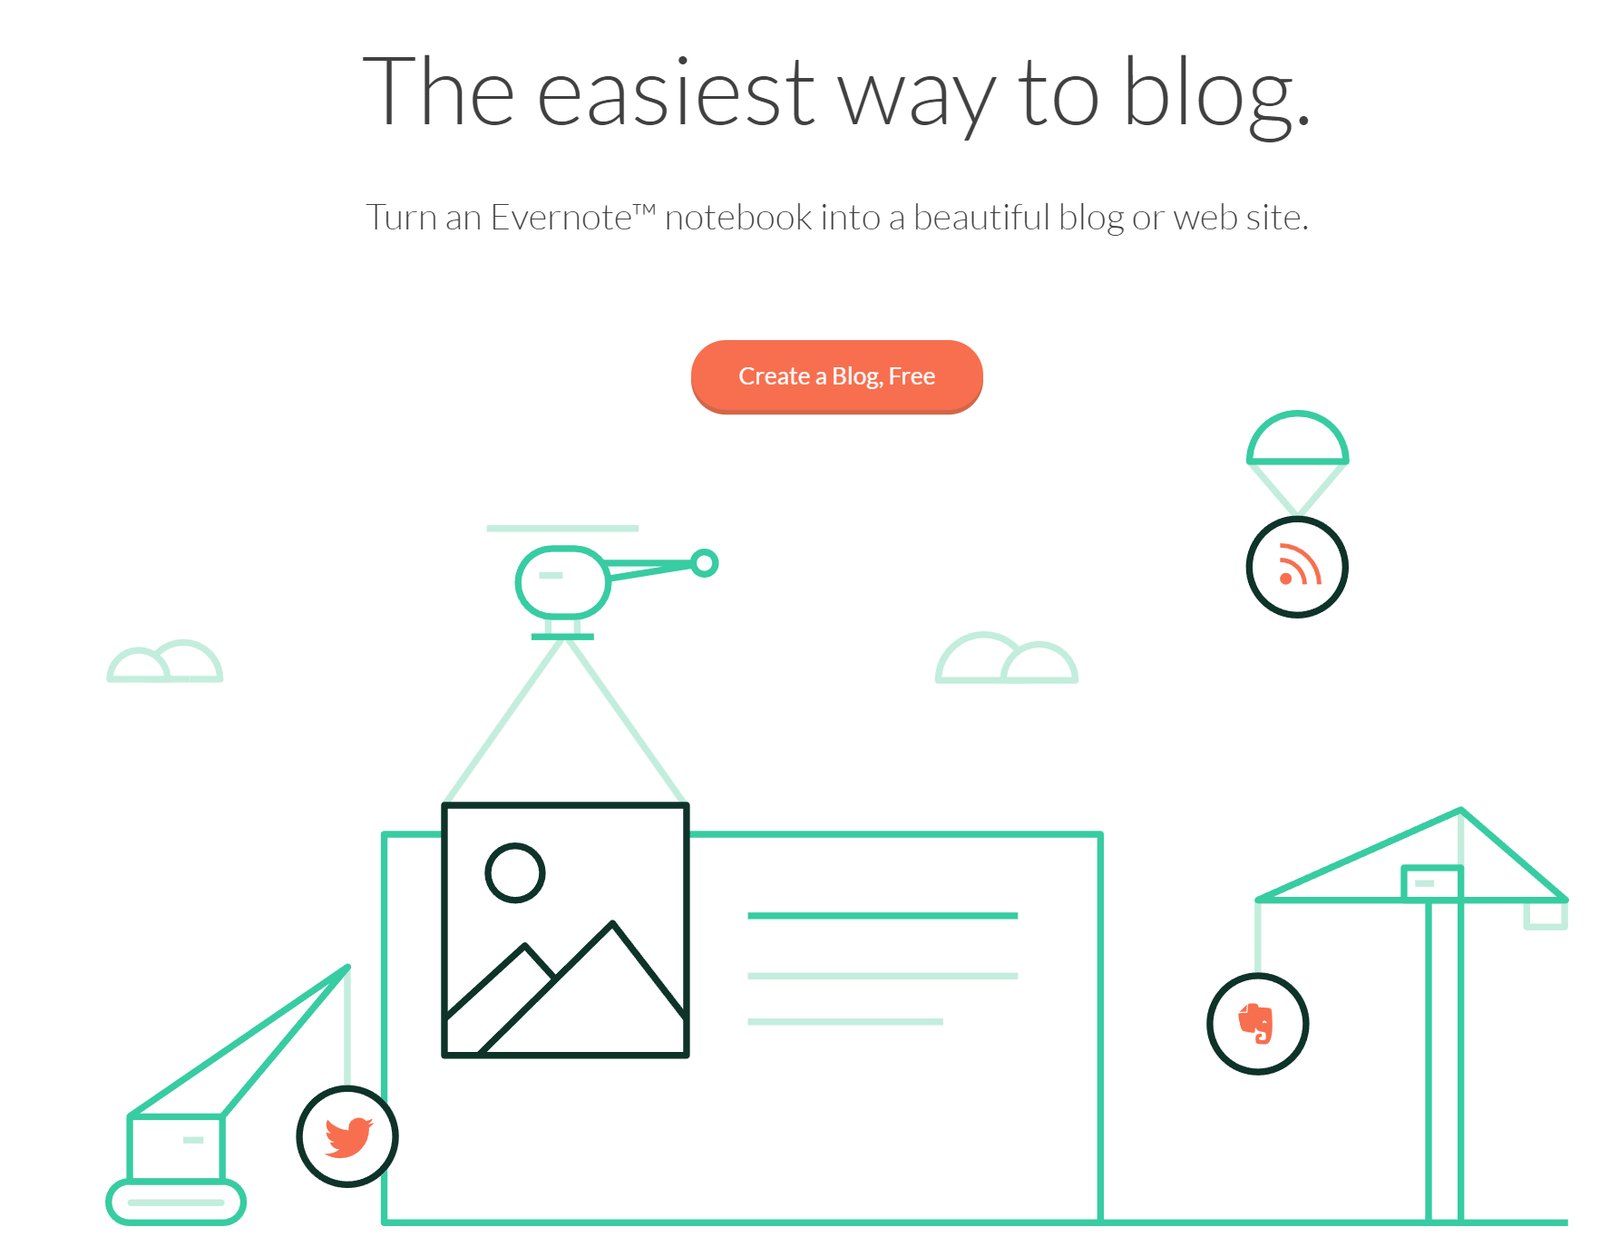 The easiest way to blog.
Turn an Evernote™ notebook into a beautiful blog or web site.
Create a Blog, Free